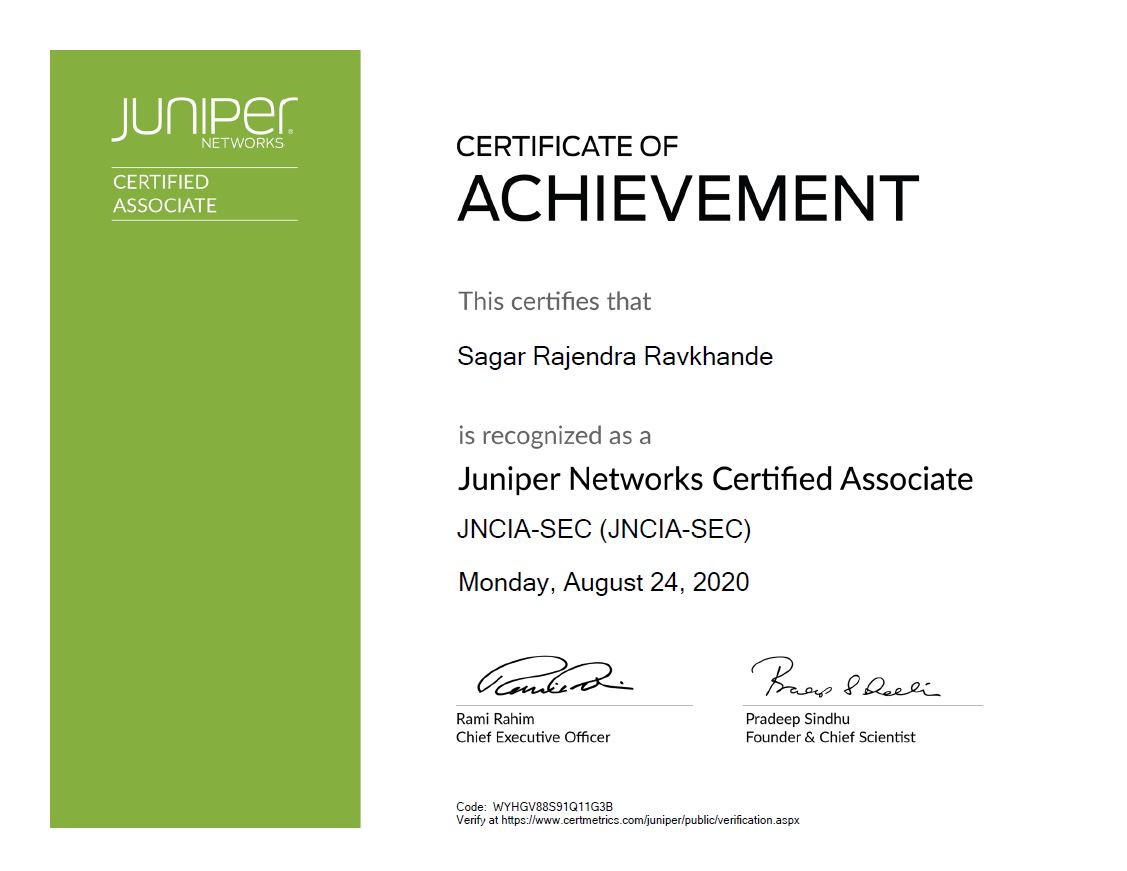 JUNIPEr
NETWORKS
CERTIFIED
ASSOCIATE
CERTIFICATE OF
ACHIEVEMENT
This certifies that
Sagar Rajendra Ravkhande
is recognized as a
Juniper Networks Certified Associate
JNCIA-SEC (JNCIA-SEC)
Monday, August 24, 2020
Rami Rahim
Chief Executive Officer
Pradeep Sindhu
Founder & Chief Scientist
Code: WYHGV88S91Q11G3B
Verify at https://www.certmetrics.com/juniper/public/verification.aspx